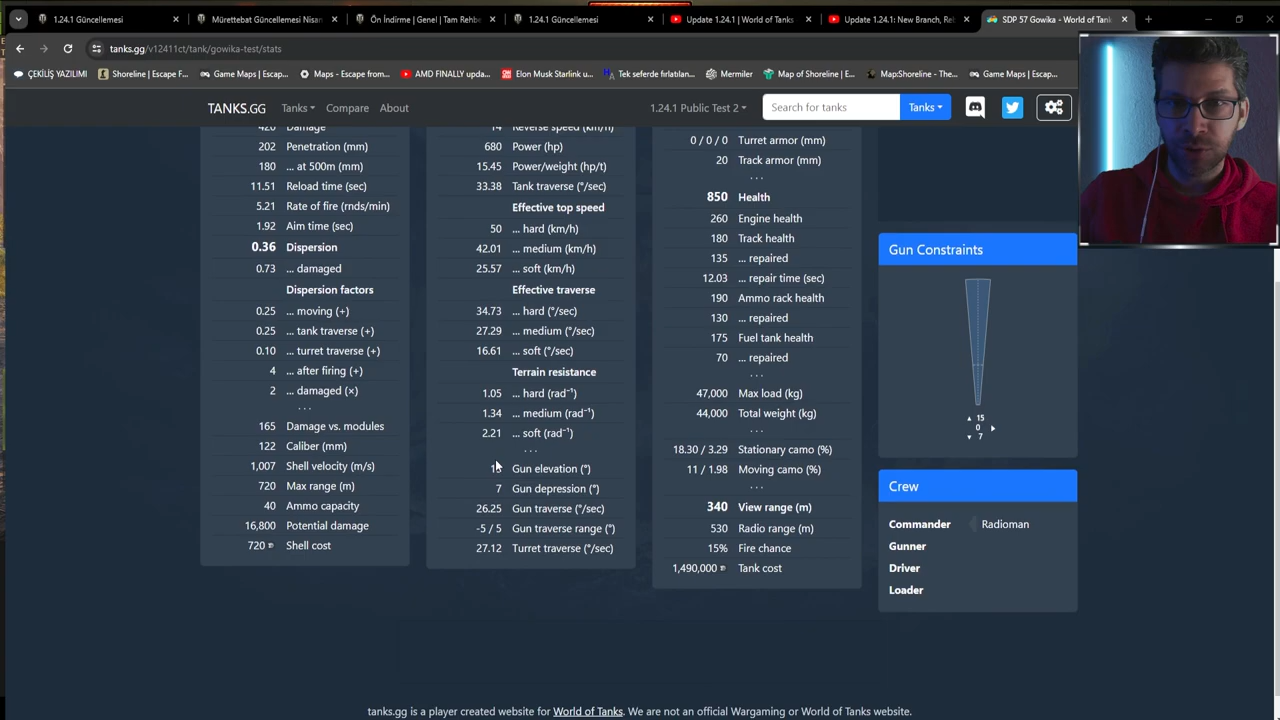 1.24.1 Güncellemesi
Mürettebat Güncellemesi Nisan
Ön İndirme | Genel | Tam Rehbe
1.24.1 Güncellemesi
Update 1.24.1 | World of Tanks
Update 1.24.1: New Branch, Re
SDP 57 Gowika - World of Tank
tanks.gg/v12411ct/tank/gowika-test/stats
ÇEKİLİŞ YAZILIMI
Shoreline | Escape F...
Game Maps | Escap...
Maps - Escape from...
AMD FINALLY upda...
Elon Musk Starlink u...
Tek seferde fırlatılan...
Mermiler
Map of Shoreline | E...
Map:Shoreline - The...
Game Maps | Escap...
TANKS.GG
Tanks
Compare
About
1.24.1 Public Test 2
Search for tanks
Tanks
420 Damage
202 Penetration (mm)
180 ... at 500m (mm)
11.51 Reload time (sec)
5.21 Rate of fire (rnds/min)
1.92 Aim time (sec)
0.36 Dispersion
0.73 ... damaged
Dispersion factors
0.25 ... moving (+)
0.25 ... tank traverse (+)
0.10 ... turret traverse (+)
4 ... after firing (+)
2 ... damaged (×)
...
165 Damage vs. modules
122 Caliber (mm)
1,007 Shell velocity (m/s)
720 Max range (m)
40 Ammo capacity
16,800 Potential damage
720 Shell cost
14 Reverse speed (km/h)
680 Power (hp)
15.45 Power/weight (hp/t)
33.38 Tank traverse (°/sec)
Effective top speed
50 ... hard (km/h)
42.01 ... medium (km/h)
25.57 ... soft (km/h)
Effective traverse
34.73 ... hard (°/sec)
27.29 ... medium (°/sec)
16.61 ... soft (°/sec)
Terrain resistance
1.05 ... hard (rad⁻¹)
1.34 ... medium (rad⁻¹)
2.21 ... soft (rad⁻¹)
...
Gun elevation (°)
7 Gun depression (°)
26.25 Gun traverse (°/sec)
-5 / 5 Gun traverse range (°)
27.12 Turret traverse (°/sec)
0 / 0 / 0 Turret armor (mm)
20 Track armor (mm)
...
850 Health
260 Engine health
180 Track health
135 ... repaired
12.03 ... repair time (sec)
190 Ammo rack health
130 ... repaired
175 Fuel tank health
70 ... repaired
...
47,000 Max load (kg)
44,000 Total weight (kg)
...
18.30 / 3.29 Stationary camo (%)
11 / 1.98 Moving camo (%)
...
340 View range (m)
530 Radio range (m)
15% Fire chance
1,490,000 Tank cost
Gun Constraints
15
0
7
Crew
Commander Radioman
Gunner
Driver
Loader
tanks.gg is a player created website for World of Tanks. We are not an official Wargaming or World of Tanks website.